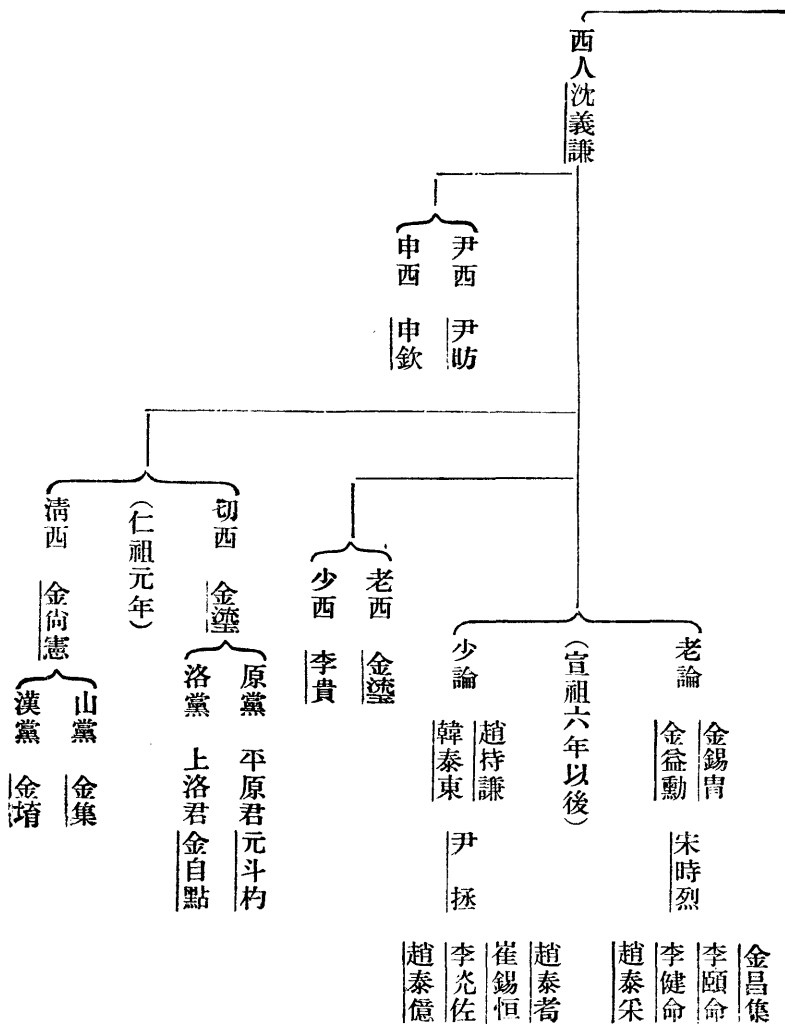 西人沈義謙
尹西 尹昉
申西 申欽
老論
金錫冑
金益勳
宋時烈
金昌集
李頤命
李健命
趙泰采
（宣祖六年以後）
少論
趙持謙
韓泰東
尹 拯
趙泰耈
崔錫恒
李光佐
趙泰億
老西 金瑬
少西 李貴
切西 金瑬
原黨 平原君元斗杓
洛黨 上洛君金自點
（仁祖元年）
淸西 金尙憲
山黨 金集
漢黨 金堉